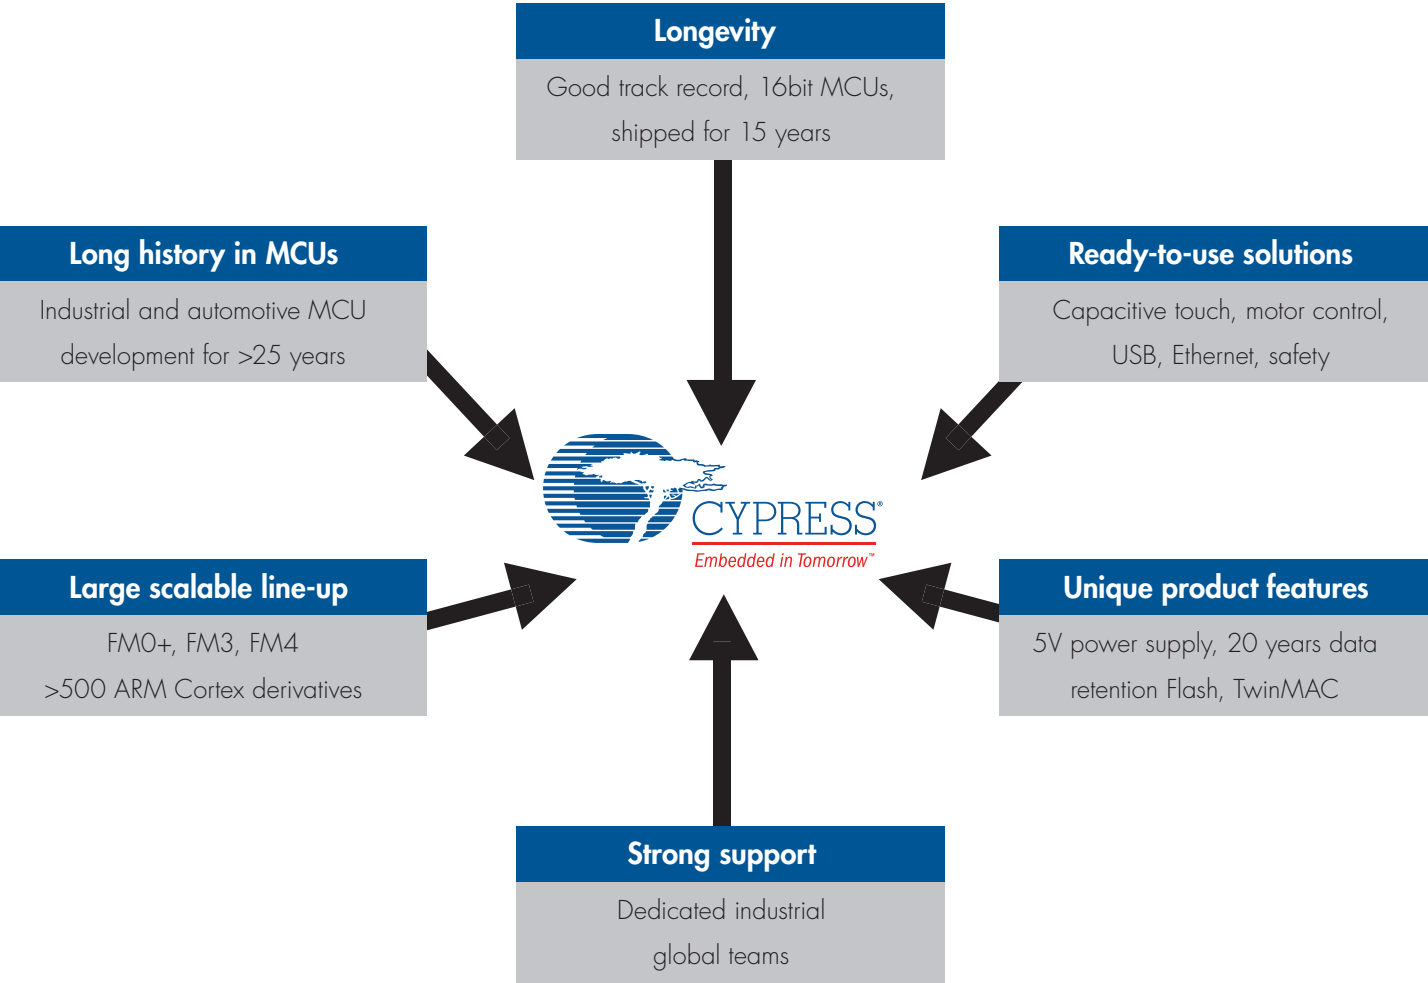 Longevity
Good track record, 16bit MCUs,
shipped for 15 years
Long history in MCUs
Industrial and automotive MCU
development for >25 years
Ready-to-use solutions
Capacitive touch, motor control,
USB, Ethernet, safety
CYPRESS®
Embedded in Tomorrow™
Large scalable line-up
FM0+, FM3, FM4
>500 ARM Cortex derivatives
Unique product features
5V power supply, 20 years data
retention Flash, TwinMAC
Strong support
Dedicated industrial
global teams